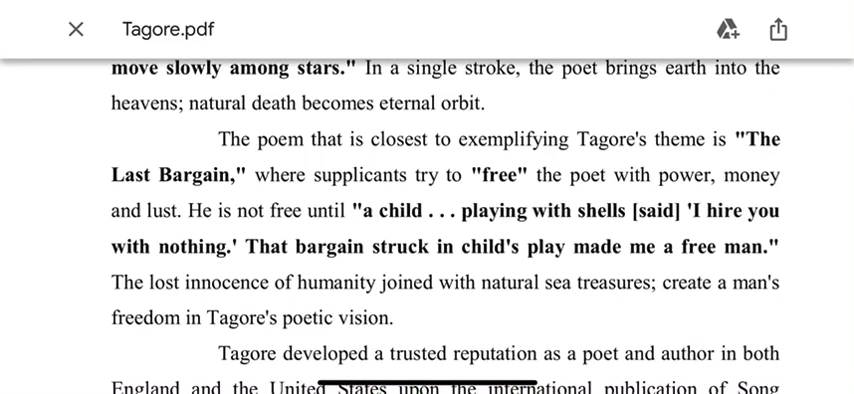 Tagore.pdf
move slowly among stars." In a single stroke, the poet brings earth into the
heavens; natural death becomes eternal orbit.
The poem that is closest to exemplifying Tagore's theme is "The
Last Bargain," where supplicants try to "free" the poet with power, money
and lust. He is not free until "a child . . . playing with shells [said] 'I hire you
with nothing.' That bargain struck in child's play made me a free man."
The lost innocence of humanity joined with natural sea treasures; create a man's
freedom in Tagore's poetic vision.
Tagore developed a trusted reputation as a poet and author in both
England and the United States upon the international publication of Song